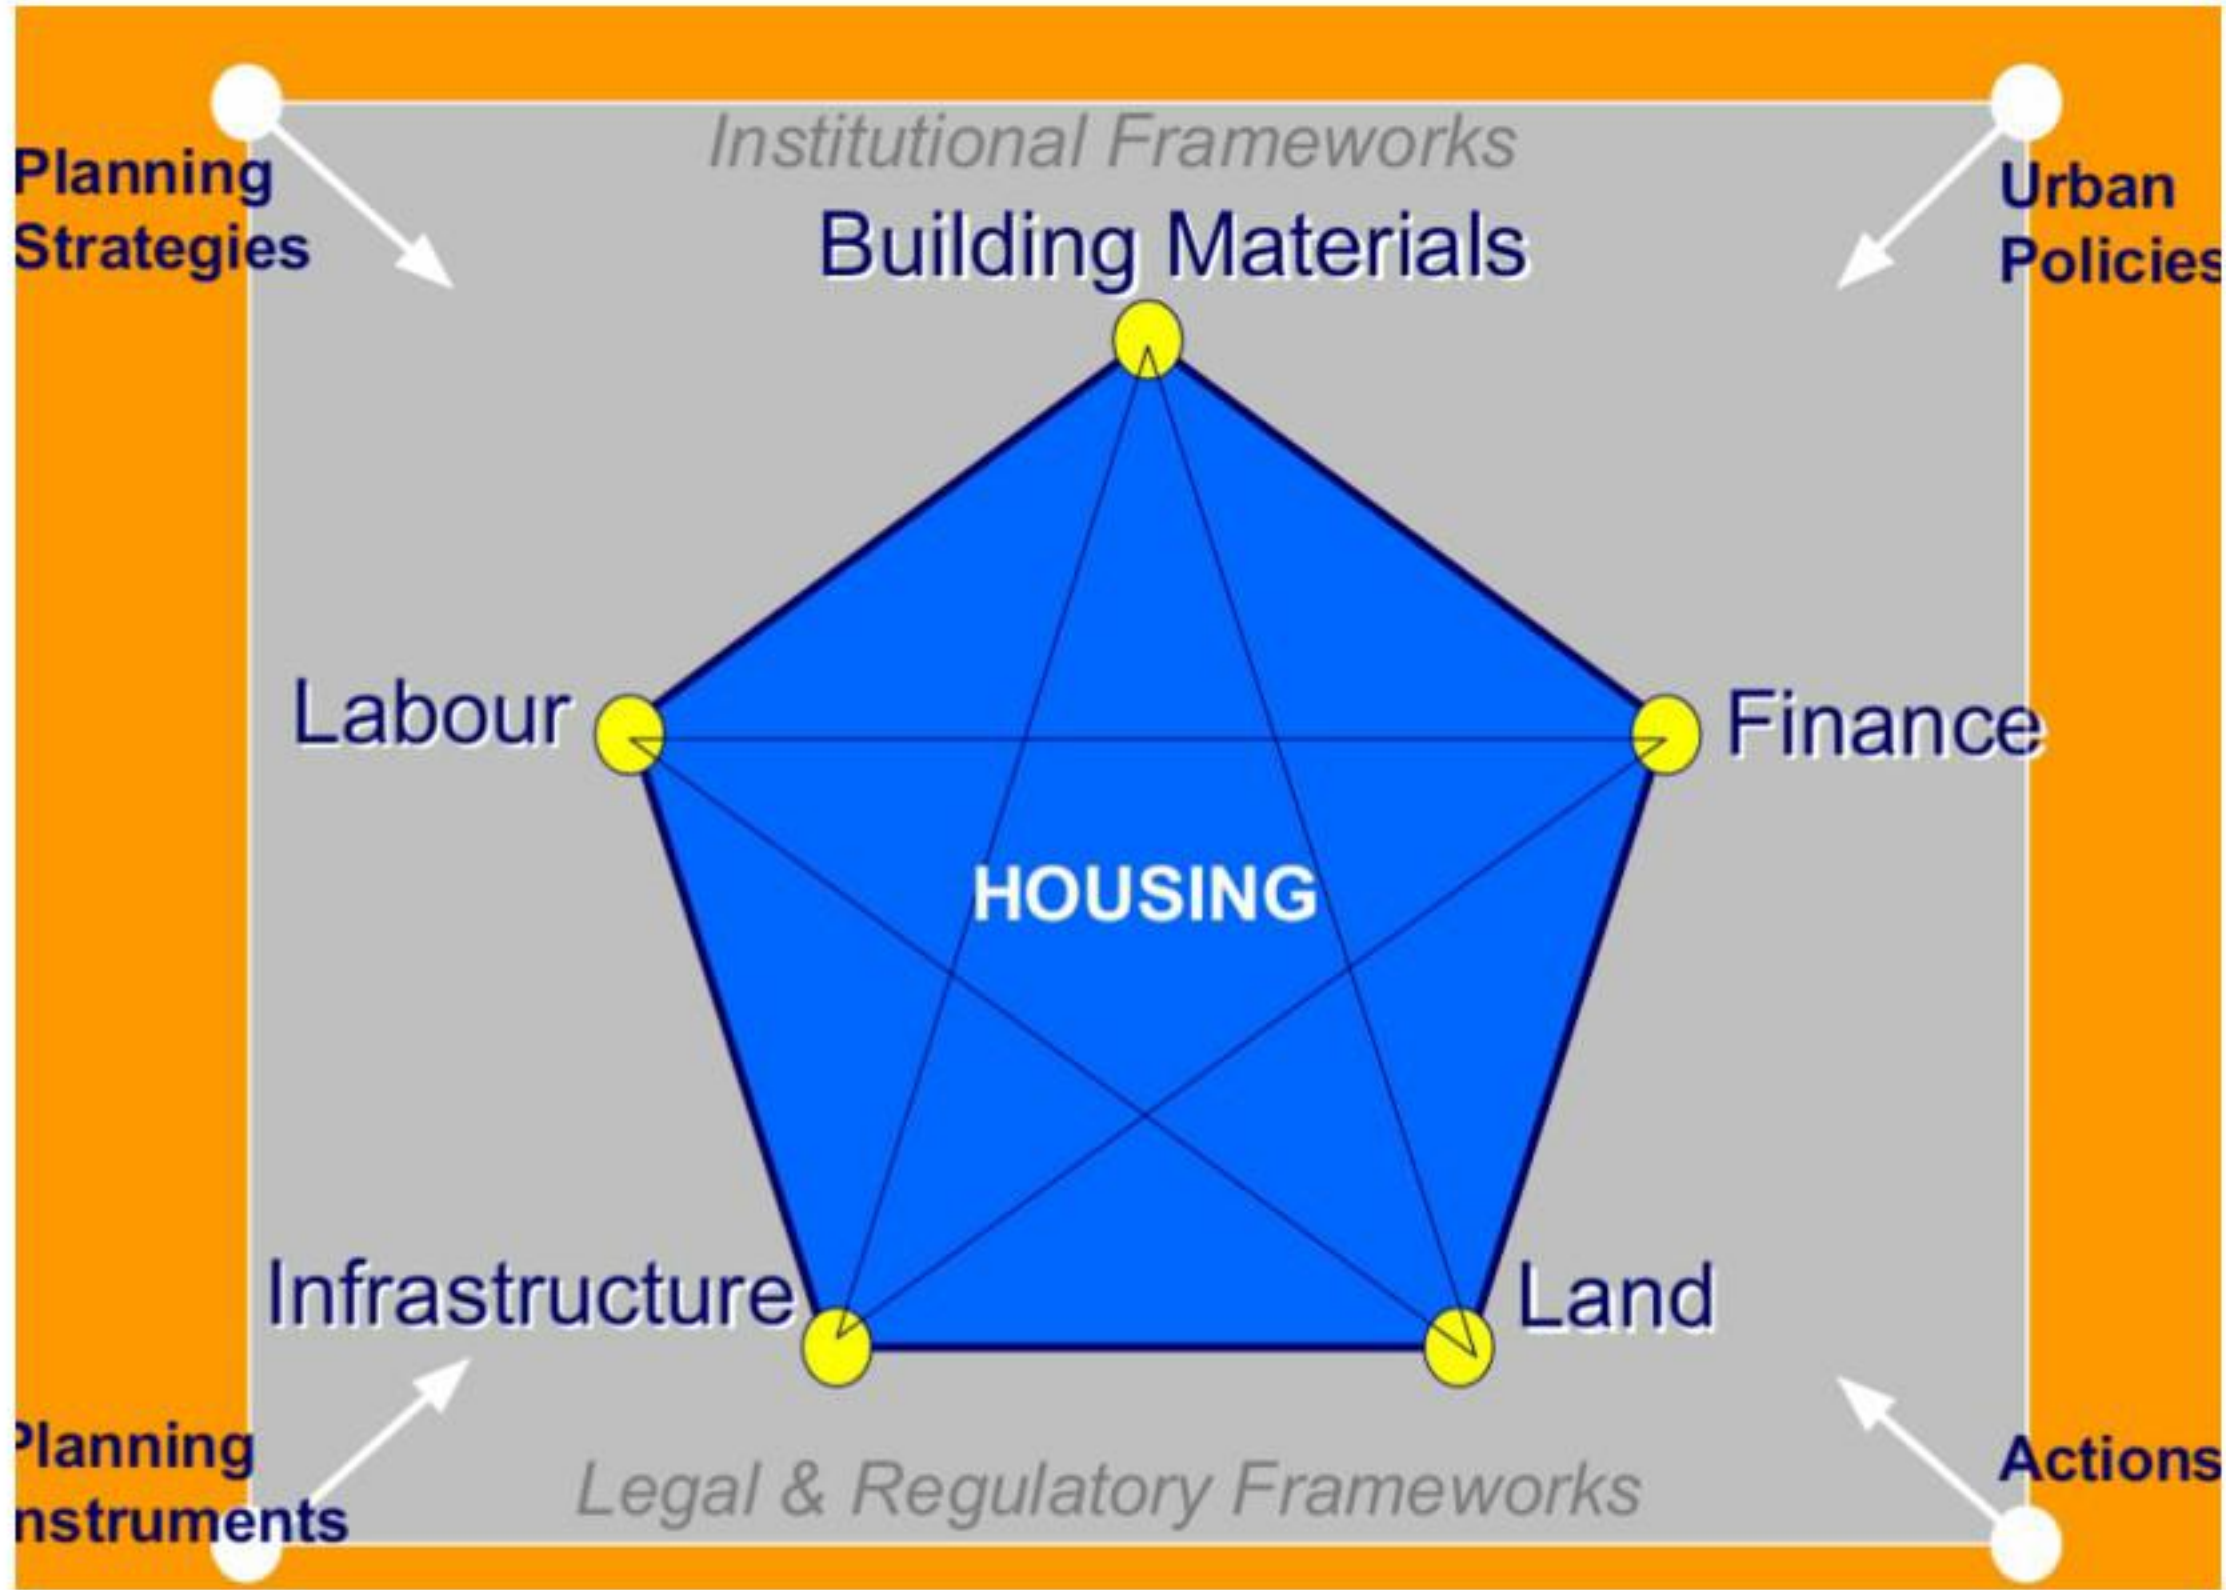 Institutional Frameworks
Planning
Strategies
Urban
Policies
Building Materials
Labour
Finance
HOUSING
Infrastructure
Land
Planning
nstruments
Actions
Legal & Regulatory Frameworks